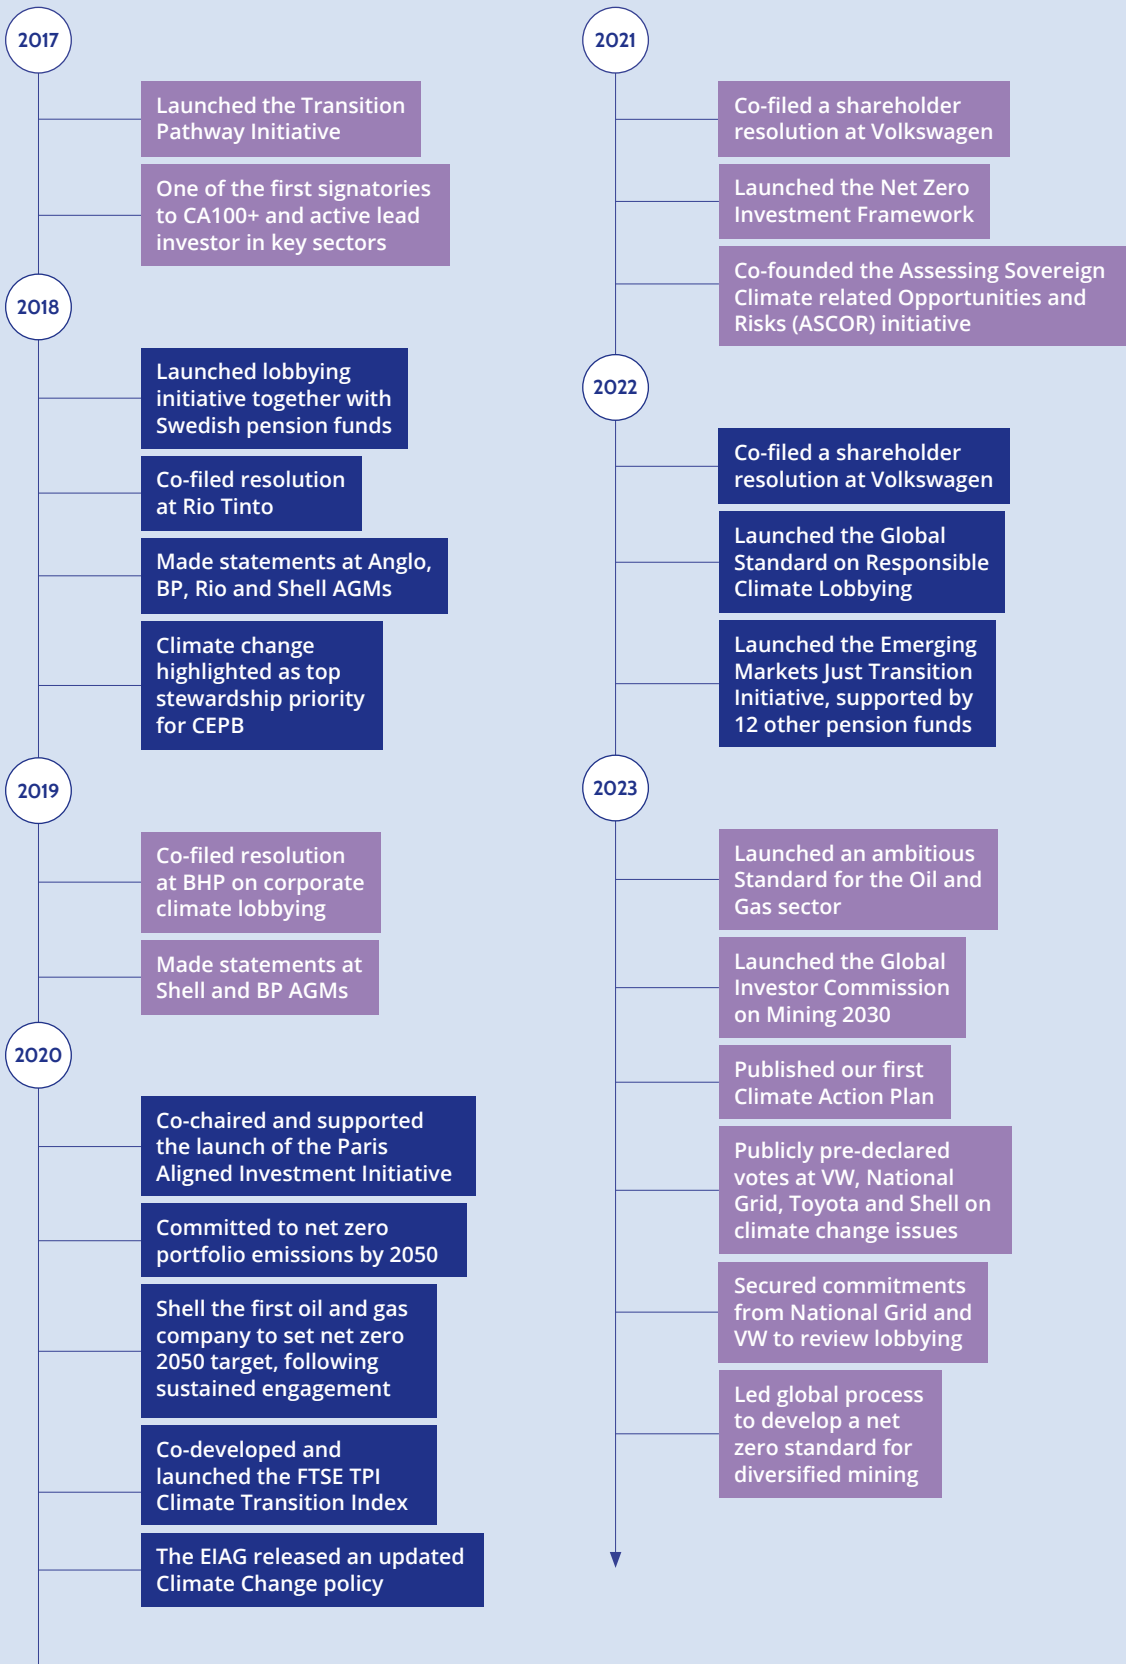 2017
Launched the Transition
Pathway Initiative
One of the first signatories
to CA100+ and active lead
investor in key sectors
2018
Launched lobbying
initiative together with
Swedish pension funds
Co-filed resolution
at Rio Tinto
Made statements at Anglo,
BP, Rio and Shell AGMs
Climate change
highlighted as top
stewardship priority
for CEPB
2019
Co-filed resolution
at BHP on corporate
climate lobbying
Made statements at
Shell and BP AGMs
2020
Co-chaired and supported
the launch of the Paris
Aligned Investment Initiative
Committed to net zero
portfolio emissions by 2050
Shell the first oil and gas
company to set net zero
2050 target, following
sustained engagement
Co-developed and
launched the FTSE TPI
Climate Transition Index
The EIAG released an updated
Climate Change policy
2021
Co-filed a shareholder
resolution at Volkswagen
Launched the Net Zero
Investment Framework
Co-founded the Assessing Sovereign
Climate related Opportunities and
Risks (ASCOR) initiative
2022
Co-filed a shareholder
resolution at Volkswagen
Launched the Global
Standard on Responsible
Climate Lobbying
Launched the Emerging
Markets Just Transition
Initiative, supported by
12 other pension funds
2023
Launched an ambitious
Standard for the Oil and
Gas sector
Launched the Global
Investor Commission
on Mining 2030
Published our first
Climate Action Plan
Publicly pre-declared
votes at VW, National
Grid, Toyota and Shell on
climate change issues
Secured commitments
from National Grid and
VW to review lobbying
Led global process
to develop a net
zero standard for
diversified mining